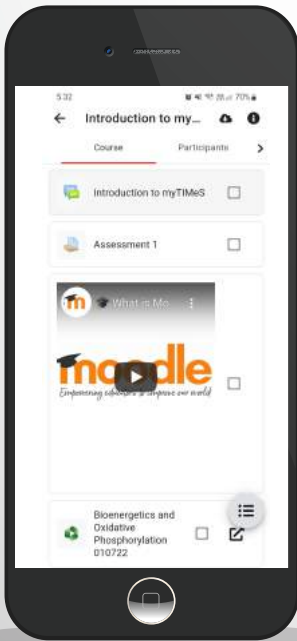 5:32
70%
Introduction to my...
Course
Participants
Introduction to myTIMeS
Assessment 1
m
What is Mo
moodle
Empowering educators to improve our world
Bioenergetics and
Oxidative
Phosphorylation
010722